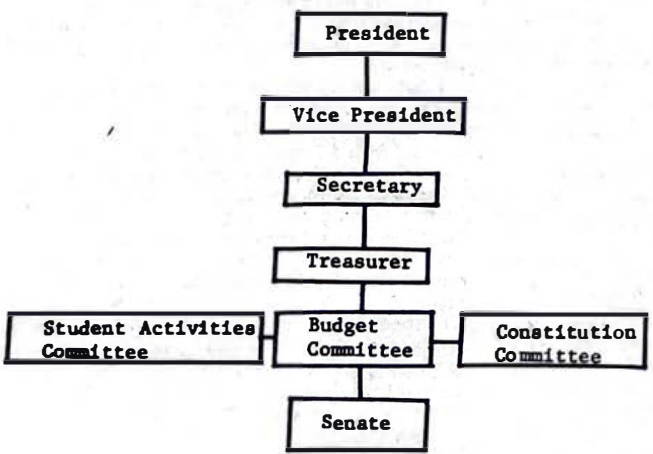 President
Vice President
Secretary
Treasurer
Student Activities
Committee
Budget
Committee
Constitution
Committee
Senate